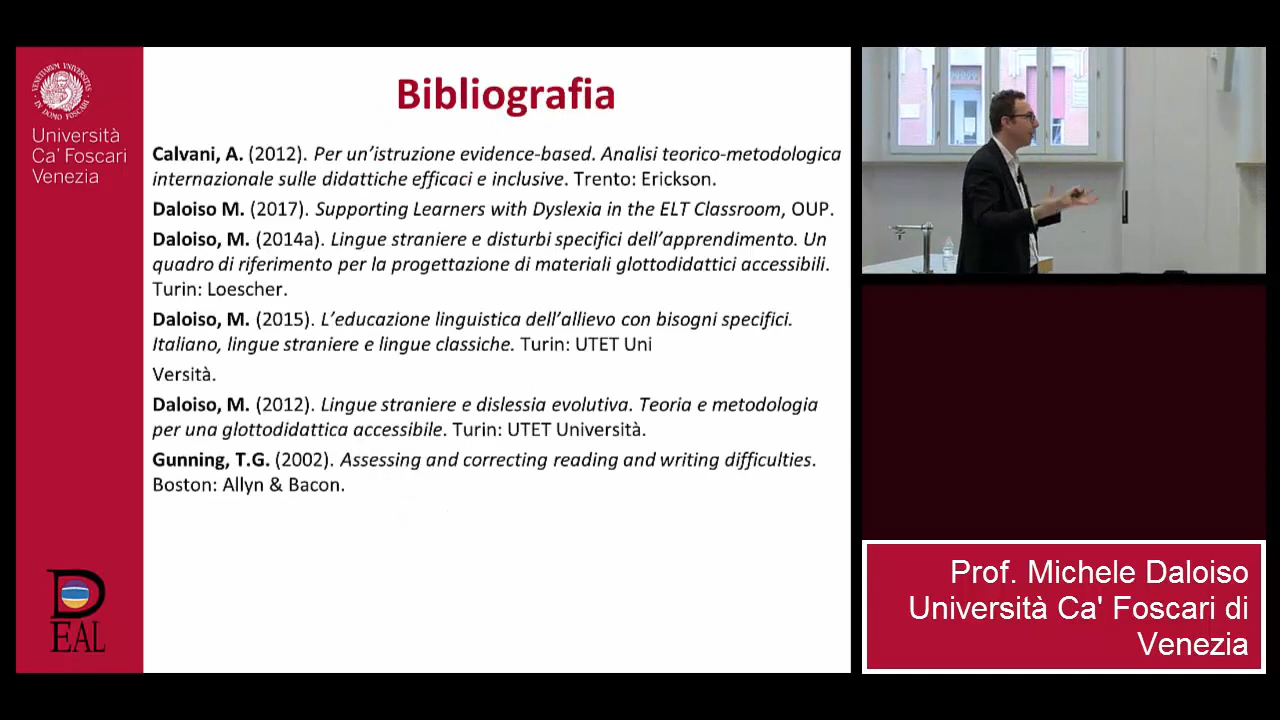 Università
Ca' Foscari
Venezia
Bibliografia
Calvani, A. (2012). Per un’istruzione evidence-based. Analisi teorico-metodologica
internazionale sulle didattiche efficaci e inclusive. Trento: Erickson.
Daloiso M. (2017). Supporting Learners with Dyslexia in the ELT Classroom, OUP.
Daloiso, M. (2014a). Lingue straniere e disturbi specifici dell’apprendimento. Un
quadro di riferimento per la progettazione di materiali glottodidattici accessibili.
Turin: Loescher.
Daloiso, M. (2015). L’educazione linguistica dell’allievo con bisogni specifici.
Italiano, lingue straniere e lingue classiche. Turin: UTET Uni
Versità.
Daloiso, M. (2012). Lingue straniere e dislessia evolutiva. Teoria e metodologia
per una glottodidattica accessibile. Turin: UTET Università.
Gunning, T.G. (2002). Assessing and correcting reading and writing difficulties.
Boston: Allyn & Bacon.
D
EAL
Prof. Michele Daloiso
Università Ca' Foscari di
Venezia